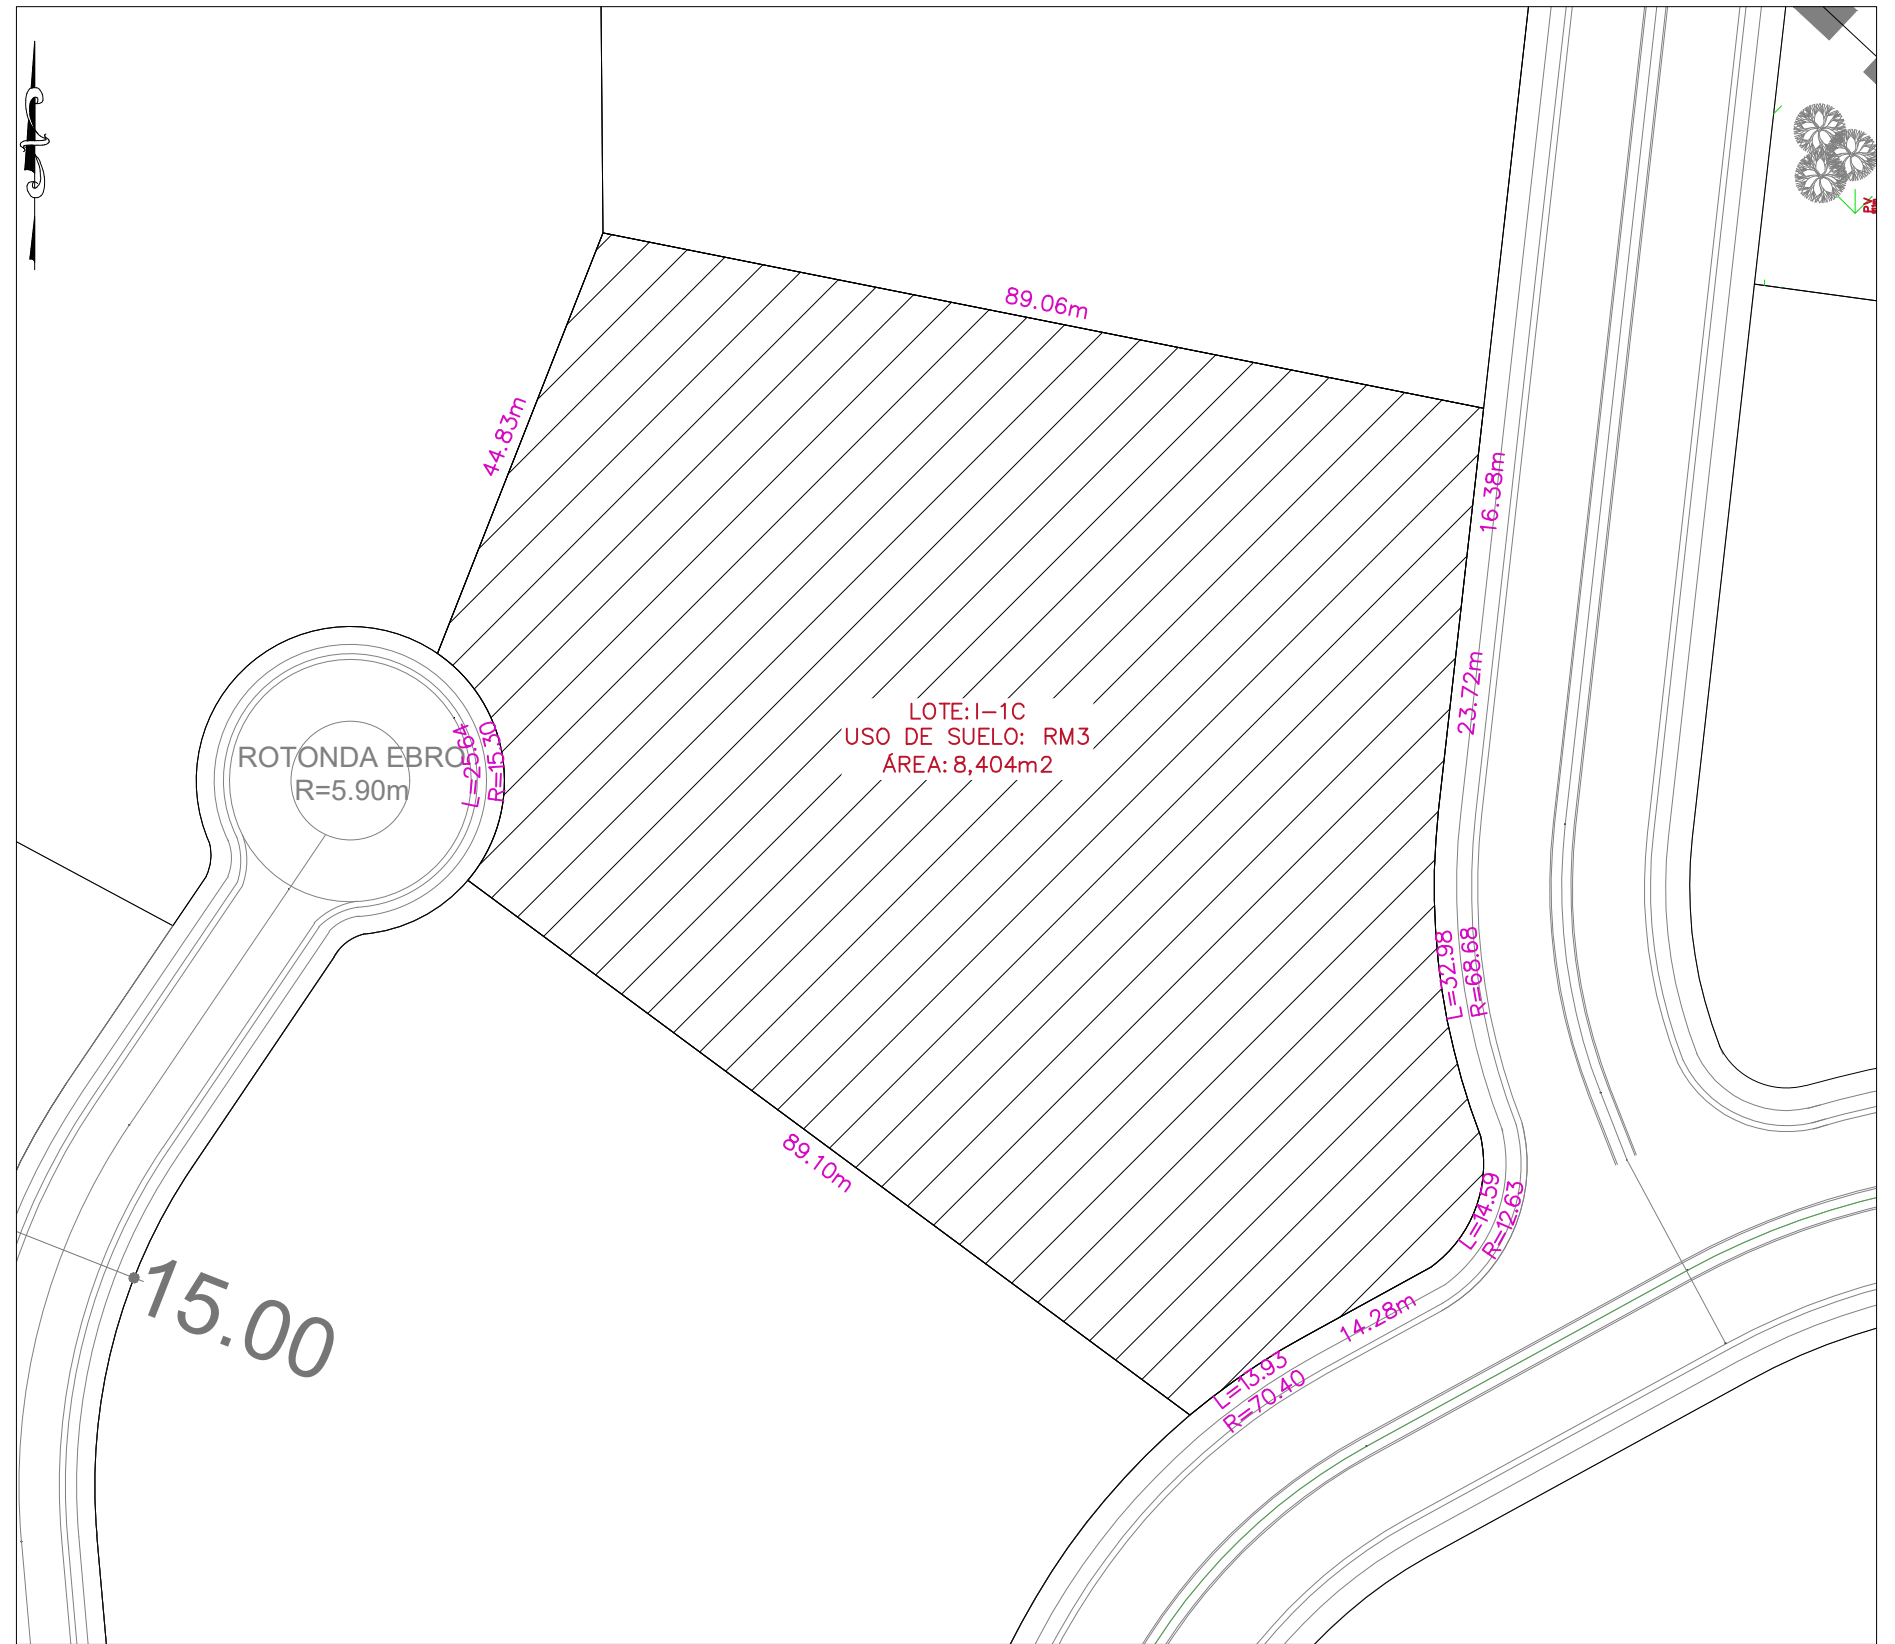 89.06m
44.83m
16.38m
23.72m
LOTE: I-1C
USO DE SUELO: RM3
ÁREA: 8,404m2
ROTONDA EBRO
R=5.90m
L=25.64
R=15.30
L=32.98
R=68.68
89.10m
L=14.59
R=12.63
14.28m
L=13.93
R=70.40
15.00
PV